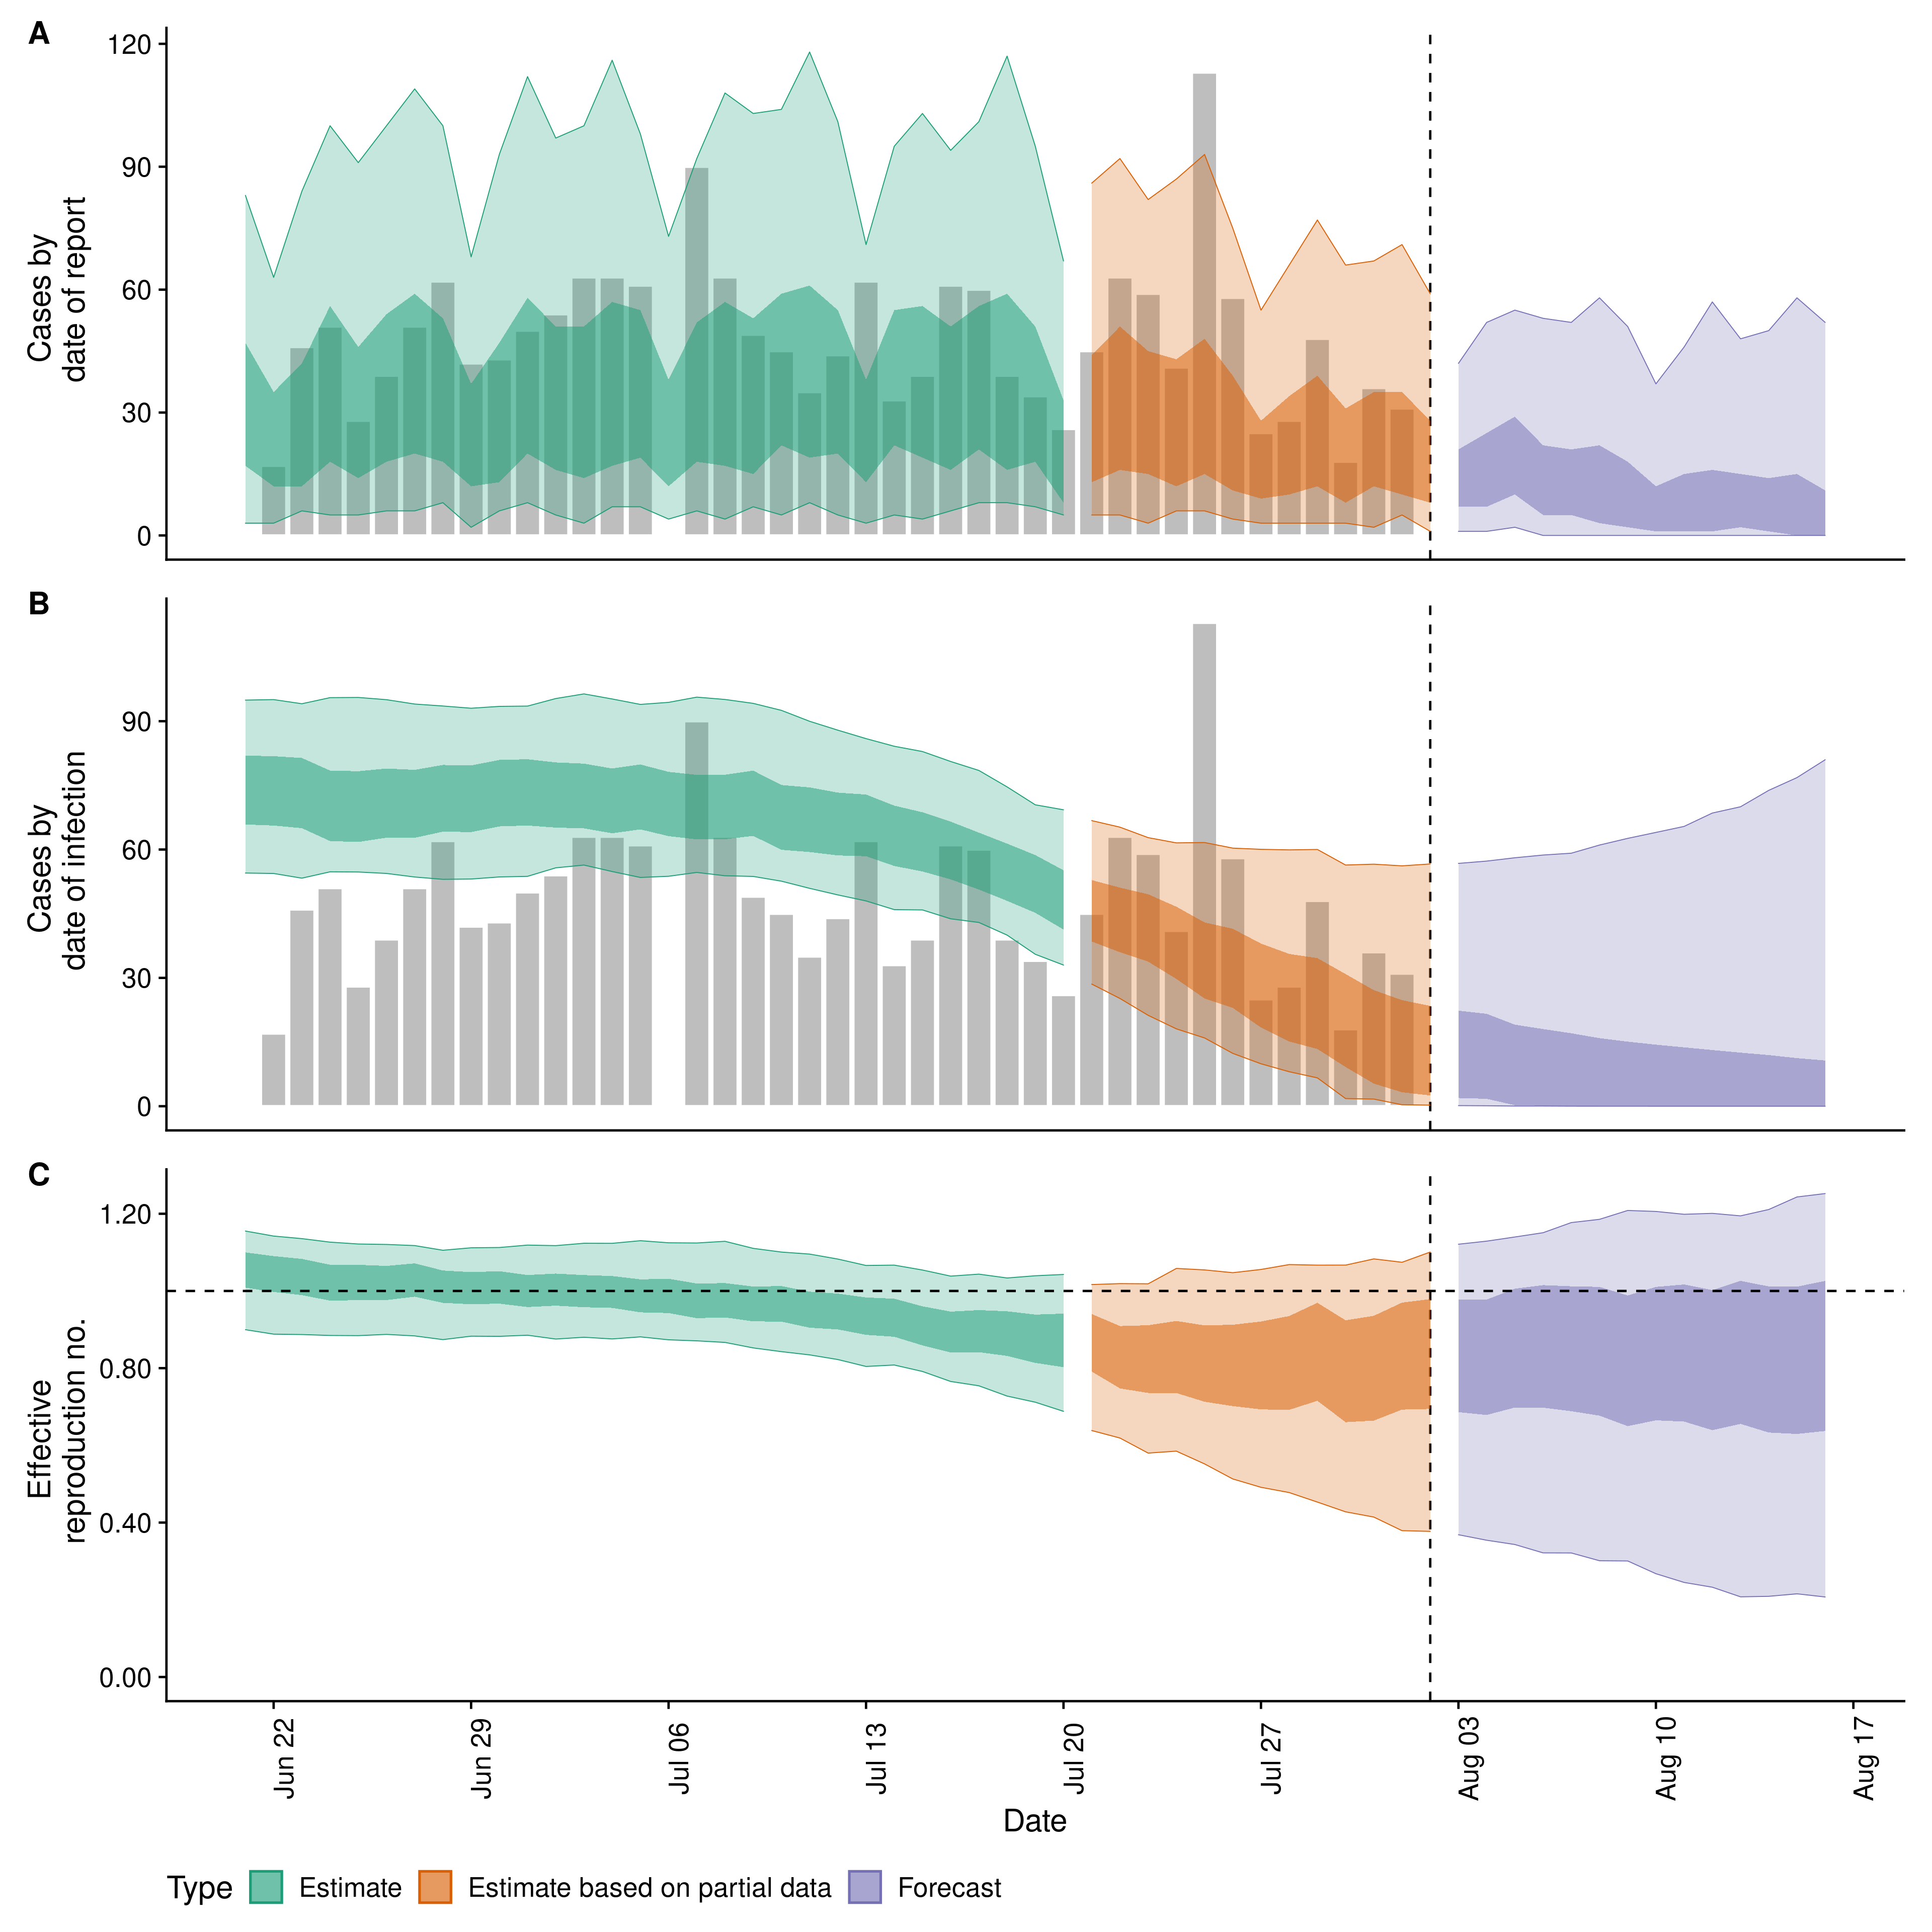 A
120
90
60
30
0
Cases by
date of report
B
90
60
30
0
Cases by
date of infection
C
1.20
0.80
0.40
0.00
Effective
reproduction no.
Jun 22
Jun 29
Jul 06
Jul 13
Jul 20
Jul 27
Aug 03
Aug 10
Aug 17
Date
Type Estimate Estimate based on partial data Forecast